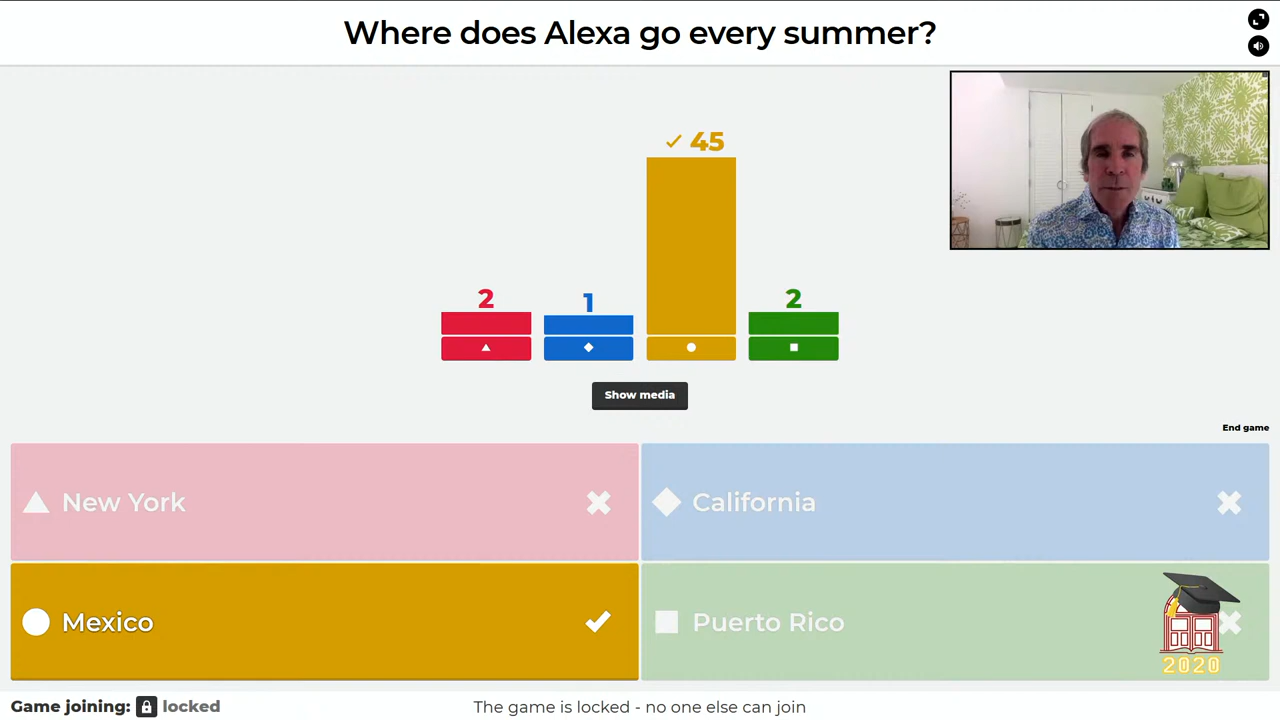 Where does Alexa go every summer?
45
2
1
2
Show media
End game
New York
California
Mexico
Puerto Rico
2020
Game joining: locked
The game is locked - no one else can join